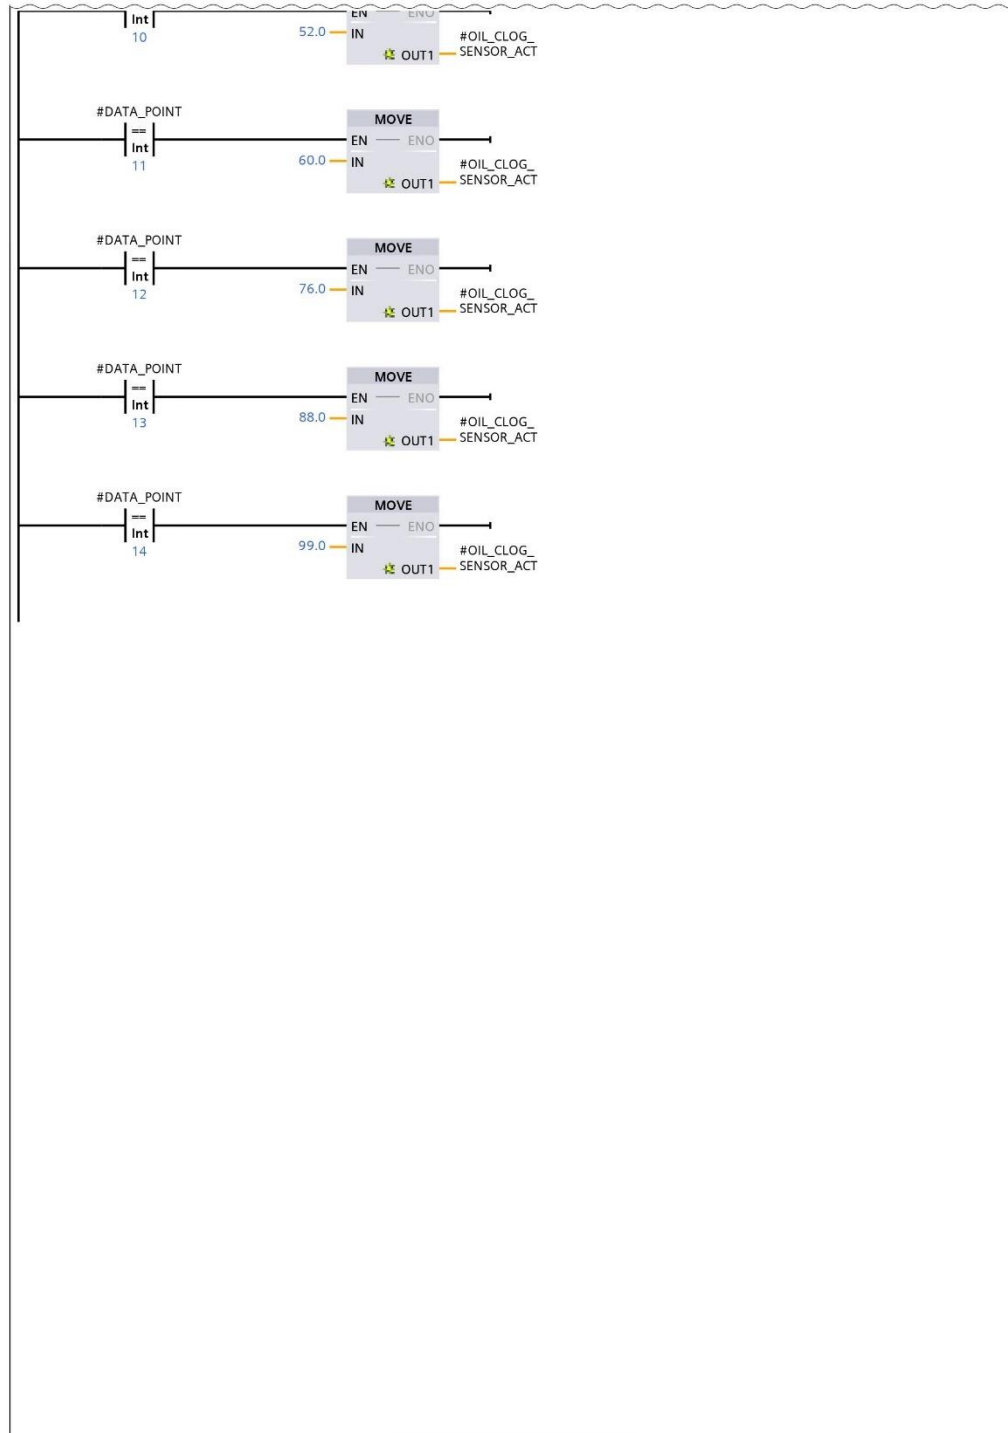 Int
10
EN ENO
52.0 IN
OUT1
#OIL_CLOG_
SENSOR_ACT
#DATA_POINT
==
Int
11
MOVE
EN ENO
60.0 IN
OUT1
#OIL_CLOG_
SENSOR_ACT
#DATA_POINT
==
Int
12
MOVE
EN ENO
76.0 IN
OUT1
#OIL_CLOG_
SENSOR_ACT
#DATA_POINT
==
Int
13
MOVE
EN ENO
88.0 IN
OUT1
#OIL_CLOG_
SENSOR_ACT
#DATA_POINT
==
Int
14
MOVE
EN ENO
99.0 IN
OUT1
#OIL_CLOG_
SENSOR_ACT